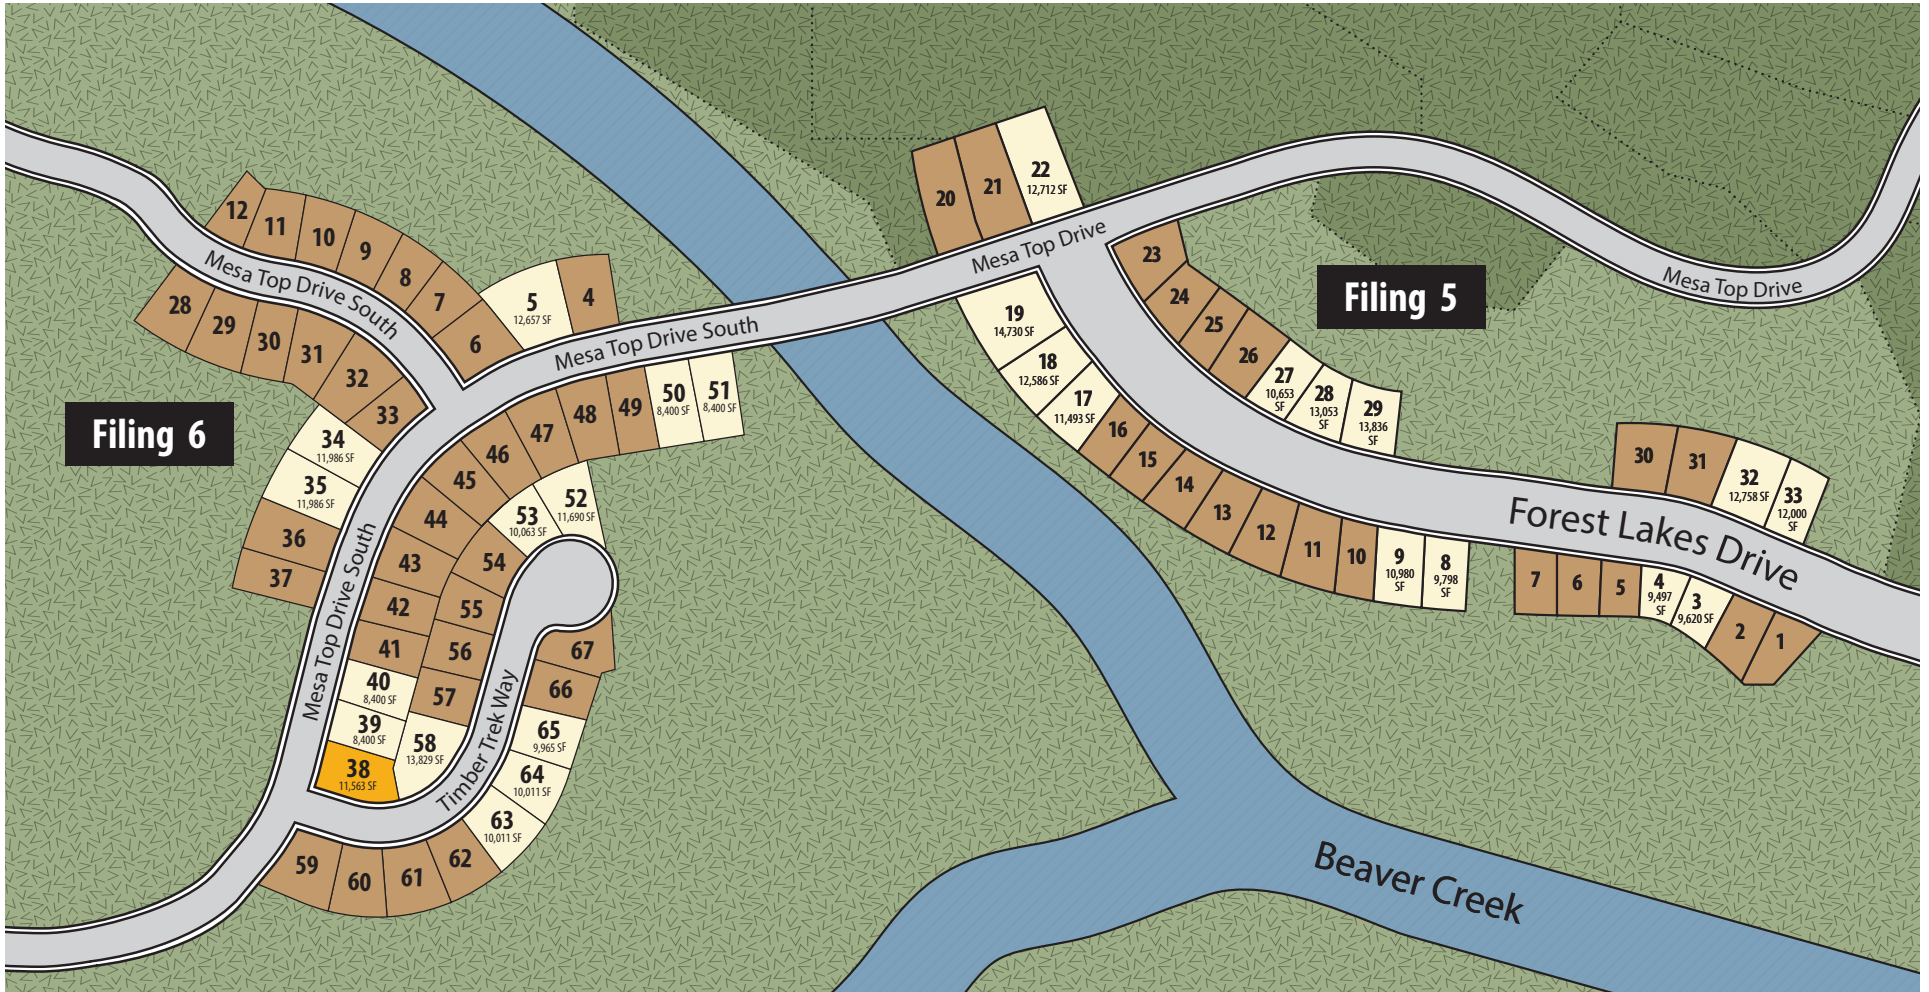 Filing 6
Filing 5
Mesa Top Drive South
Mesa Top Drive South
Mesa Top Drive South
Mesa Top Drive
Mesa Top Drive
Forest Lakes Drive
Timber Trek Way
Beaver Creek
12
11
10
9
8
7
6
5
12,657 SF
4
28
29
30
31
32
33
34
11,986 SF
35
11,986 SF
36
37
51
8,400 SF
50
8,400 SF
49
48
47
46
45
44
43
42
41
40
8,400 SF
39
8,400 SF
38
11,563 SF
52
11,690 SF
53
10,063 SF
54
55
56
57
58
13,829 SF
67
66
65
9,965 SF
64
10,011 SF
63
10,011 SF
62
61
60
59
20
21
22
12,712 SF
23
24
25
26
27
10,653
SF
28
13,053
SF
29
13,836
SF
30
31
32
12,758 SF
33
12,000
SF
19
14,730 SF
18
12,586 SF
17
11,493 SF
16
15
14
13
12
11
10
9
10,980
SF
8
9,798
SF
7
6
5
4
9,497
SF
3
9,620 SF
2
1